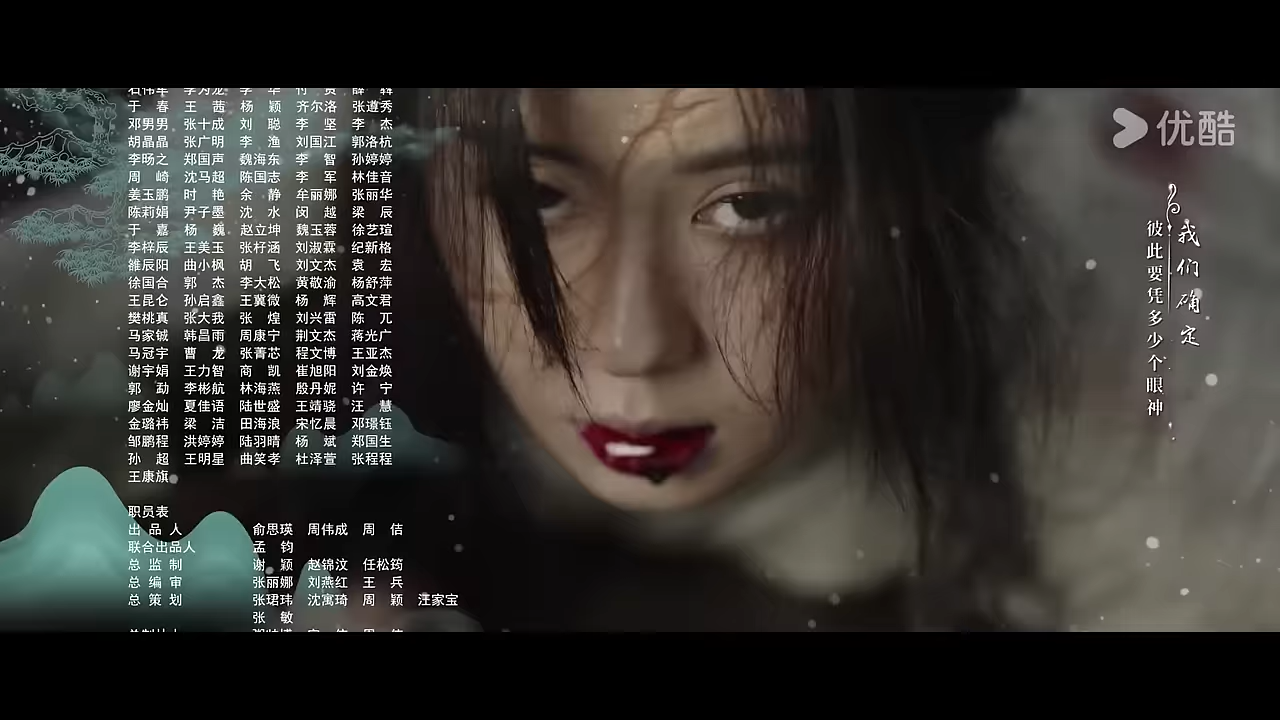 于　春　王　茜　杨　颖　齐尔洛　张遵秀
邓男男　张十成　刘　聪　李　坚　李　杰
胡晶晶　张广明　李　渔　刘国江　郭洛杭
李旸之　郑国声　魏海东　李　智　孙婷婷
周　崎　沈马超　陈国志　李　军　林佳音
姜玉鹏　时　艳　余　静　牟丽娜　张丽华
陈莉娟　尹子墨　沈　水　闵　越　梁　辰
于　嘉　杨　巍　赵立坤　魏玉蓉　徐艺瑄
李梓辰　王美玉　张籽涵　刘淑霖　纪新格
雒辰阳　曲小枫　胡　飞　刘文杰　袁　宏
徐国合　郭　杰　李大松　黄敬渝　杨舒萍
王昆仑　孙启鑫　王冀微　杨　辉　高文君
樊桃真　张大我　张　煌　刘兴雷　陈　兀
马家铖　韩昌雨　周康宁　荆文杰　蒋光广
马冠宇　曹　龙　张菁芯　程文博　王亚杰
谢宇娟　王力智　商　凯　崔旭阳　刘金焕
郭　勐　李彬航　林海燕　殷丹妮　许　宁
廖金灿　夏佳语　陆世盛　王靖骁　汪　慧
金璐祎　梁　洁　田海浪　宋忆晨　邓璟钰
邹鹏程　洪婷婷　陆羽晴　杨　斌　郑国生
孙　超　王明星　曲笑孝　杜泽萱　张程程
王康旗
职员表
出 品 人　俞思瑛　周伟成　周　佶
联合出品人　孟　钧
总 监 制　谢　颖　赵锦汶　任松筠
总 编 审　张丽娜　刘燕红　王　兵
总 策 划　张珺玮　沈寓琦　周　颖　汪家宝
张　敏
优酷
我们确定
彼此要凭多少个眼神